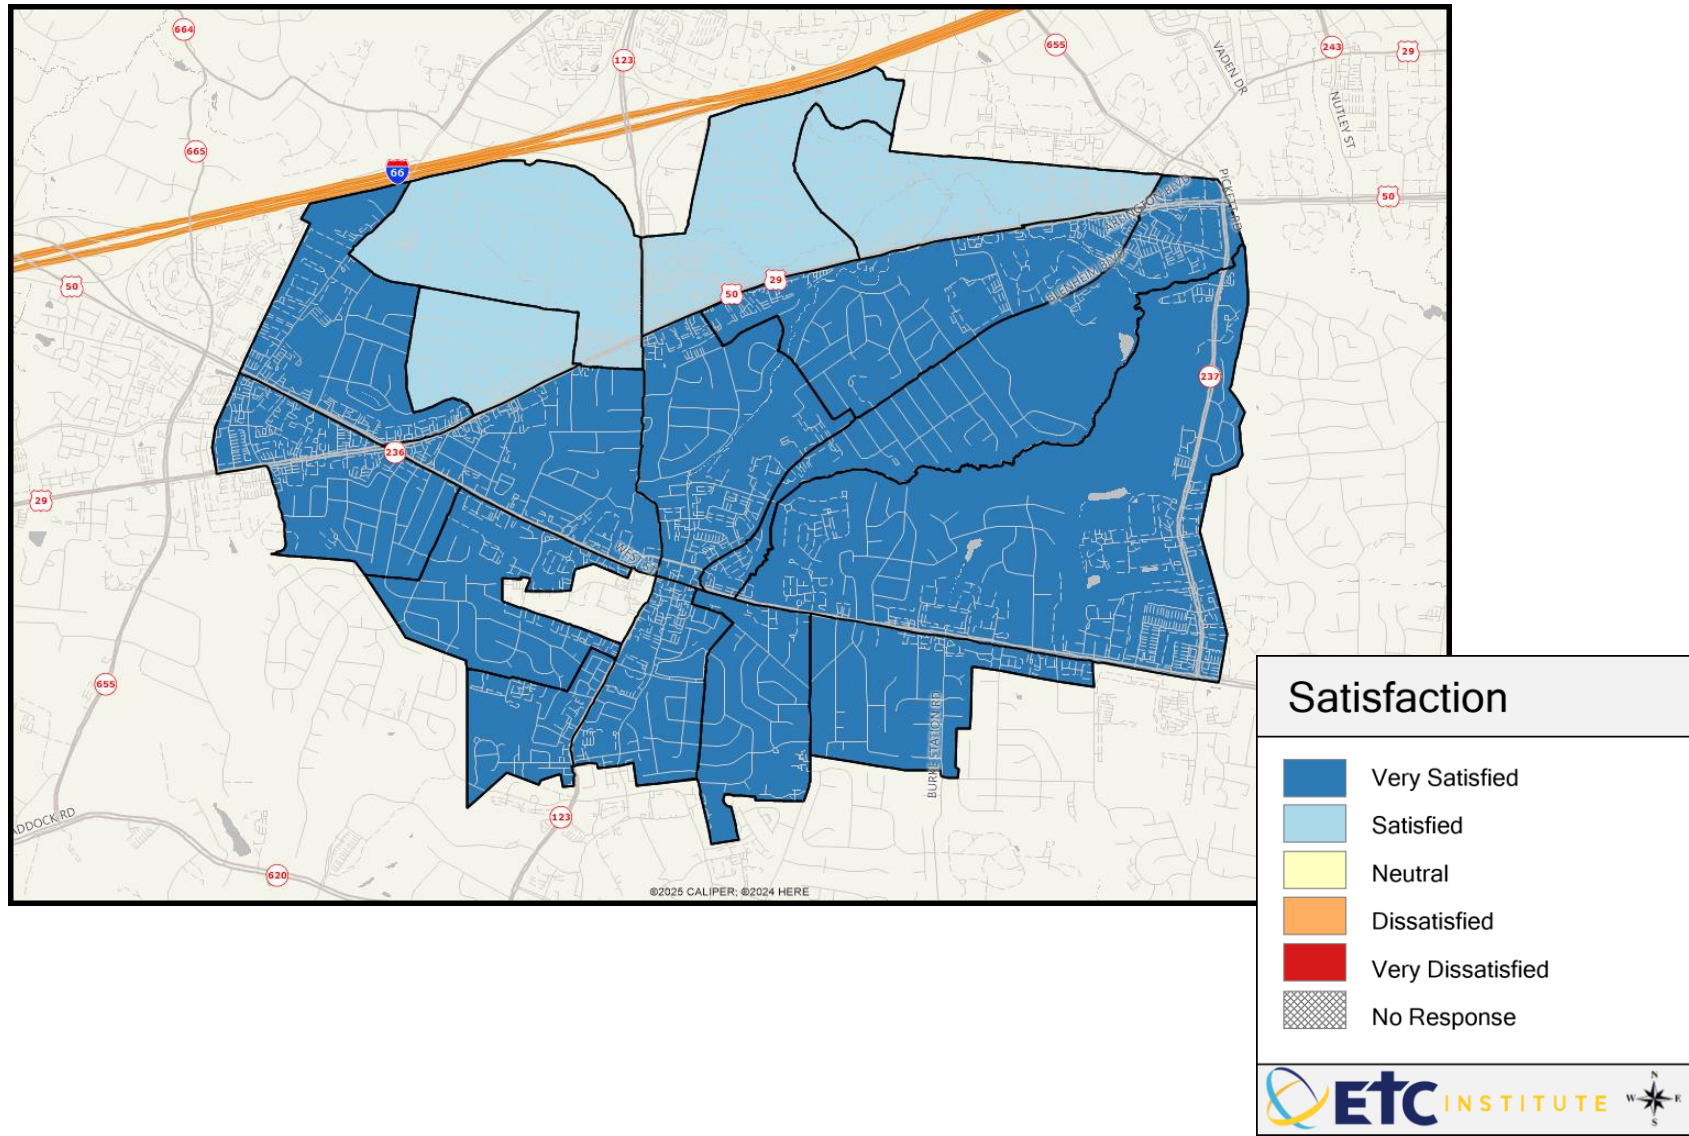 664
123
655
243
29
VADEN DR
NUTLEY ST
665
66
PICKETT RD
50
ARLINGTON BLVD
50
29
50
BLENHEIM BLVD
237
236
29
WEST ST
655
BURKE STATION RD
123
ADDOCK RD
620
©2025 CALIPER; ©2024 HERE
Satisfaction
Very Satisfied
Satisfied
Neutral
Dissatisfied
Very Dissatisfied
No Response
ETC INSTITUTE
N
W E
S